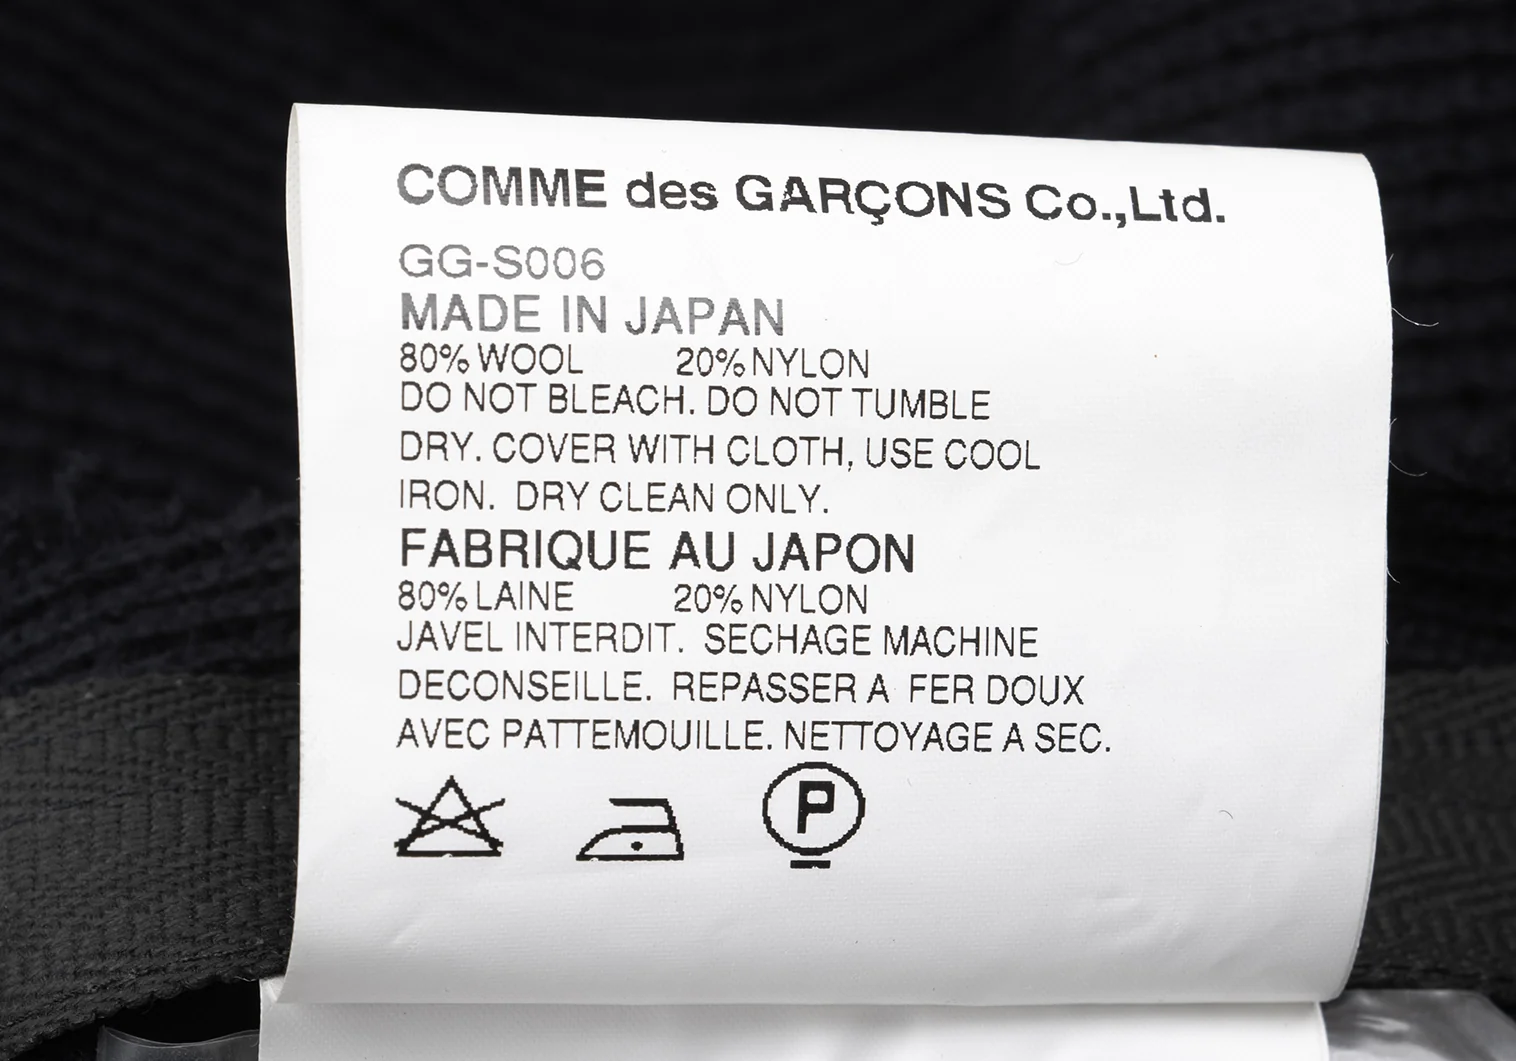 COMME des GARÇONS Co.,Ltd.
GG-S006
MADE IN JAPAN
80% WOOL 20% NYLON
DO NOT BLEACH. DO NOT TUMBLE
DRY. COVER WITH CLOTH, USE COOL
IRON. DRY CLEAN ONLY.
FABRIQUE AU JAPON
80% LAINE 20% NYLON
JAVEL INTERDIT. SECHAGE MACHINE
DECONSEILLE. REPASSER A FER DOUX
AVEC PATTEMOUILLE. NETTOYAGE A SEC.
P